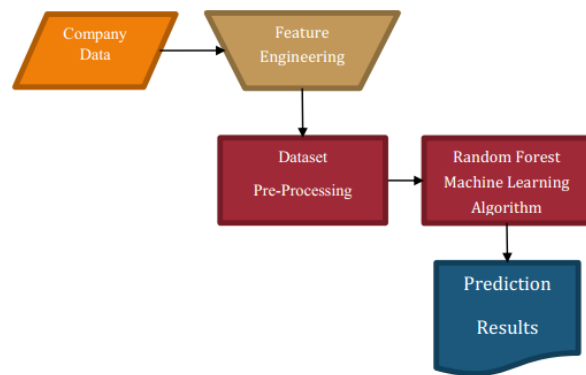 Company
Data
Feature
Engineering
Dataset
Pre-Processing
Random Forest
Machine Learning
Algorithm
Prediction
Results